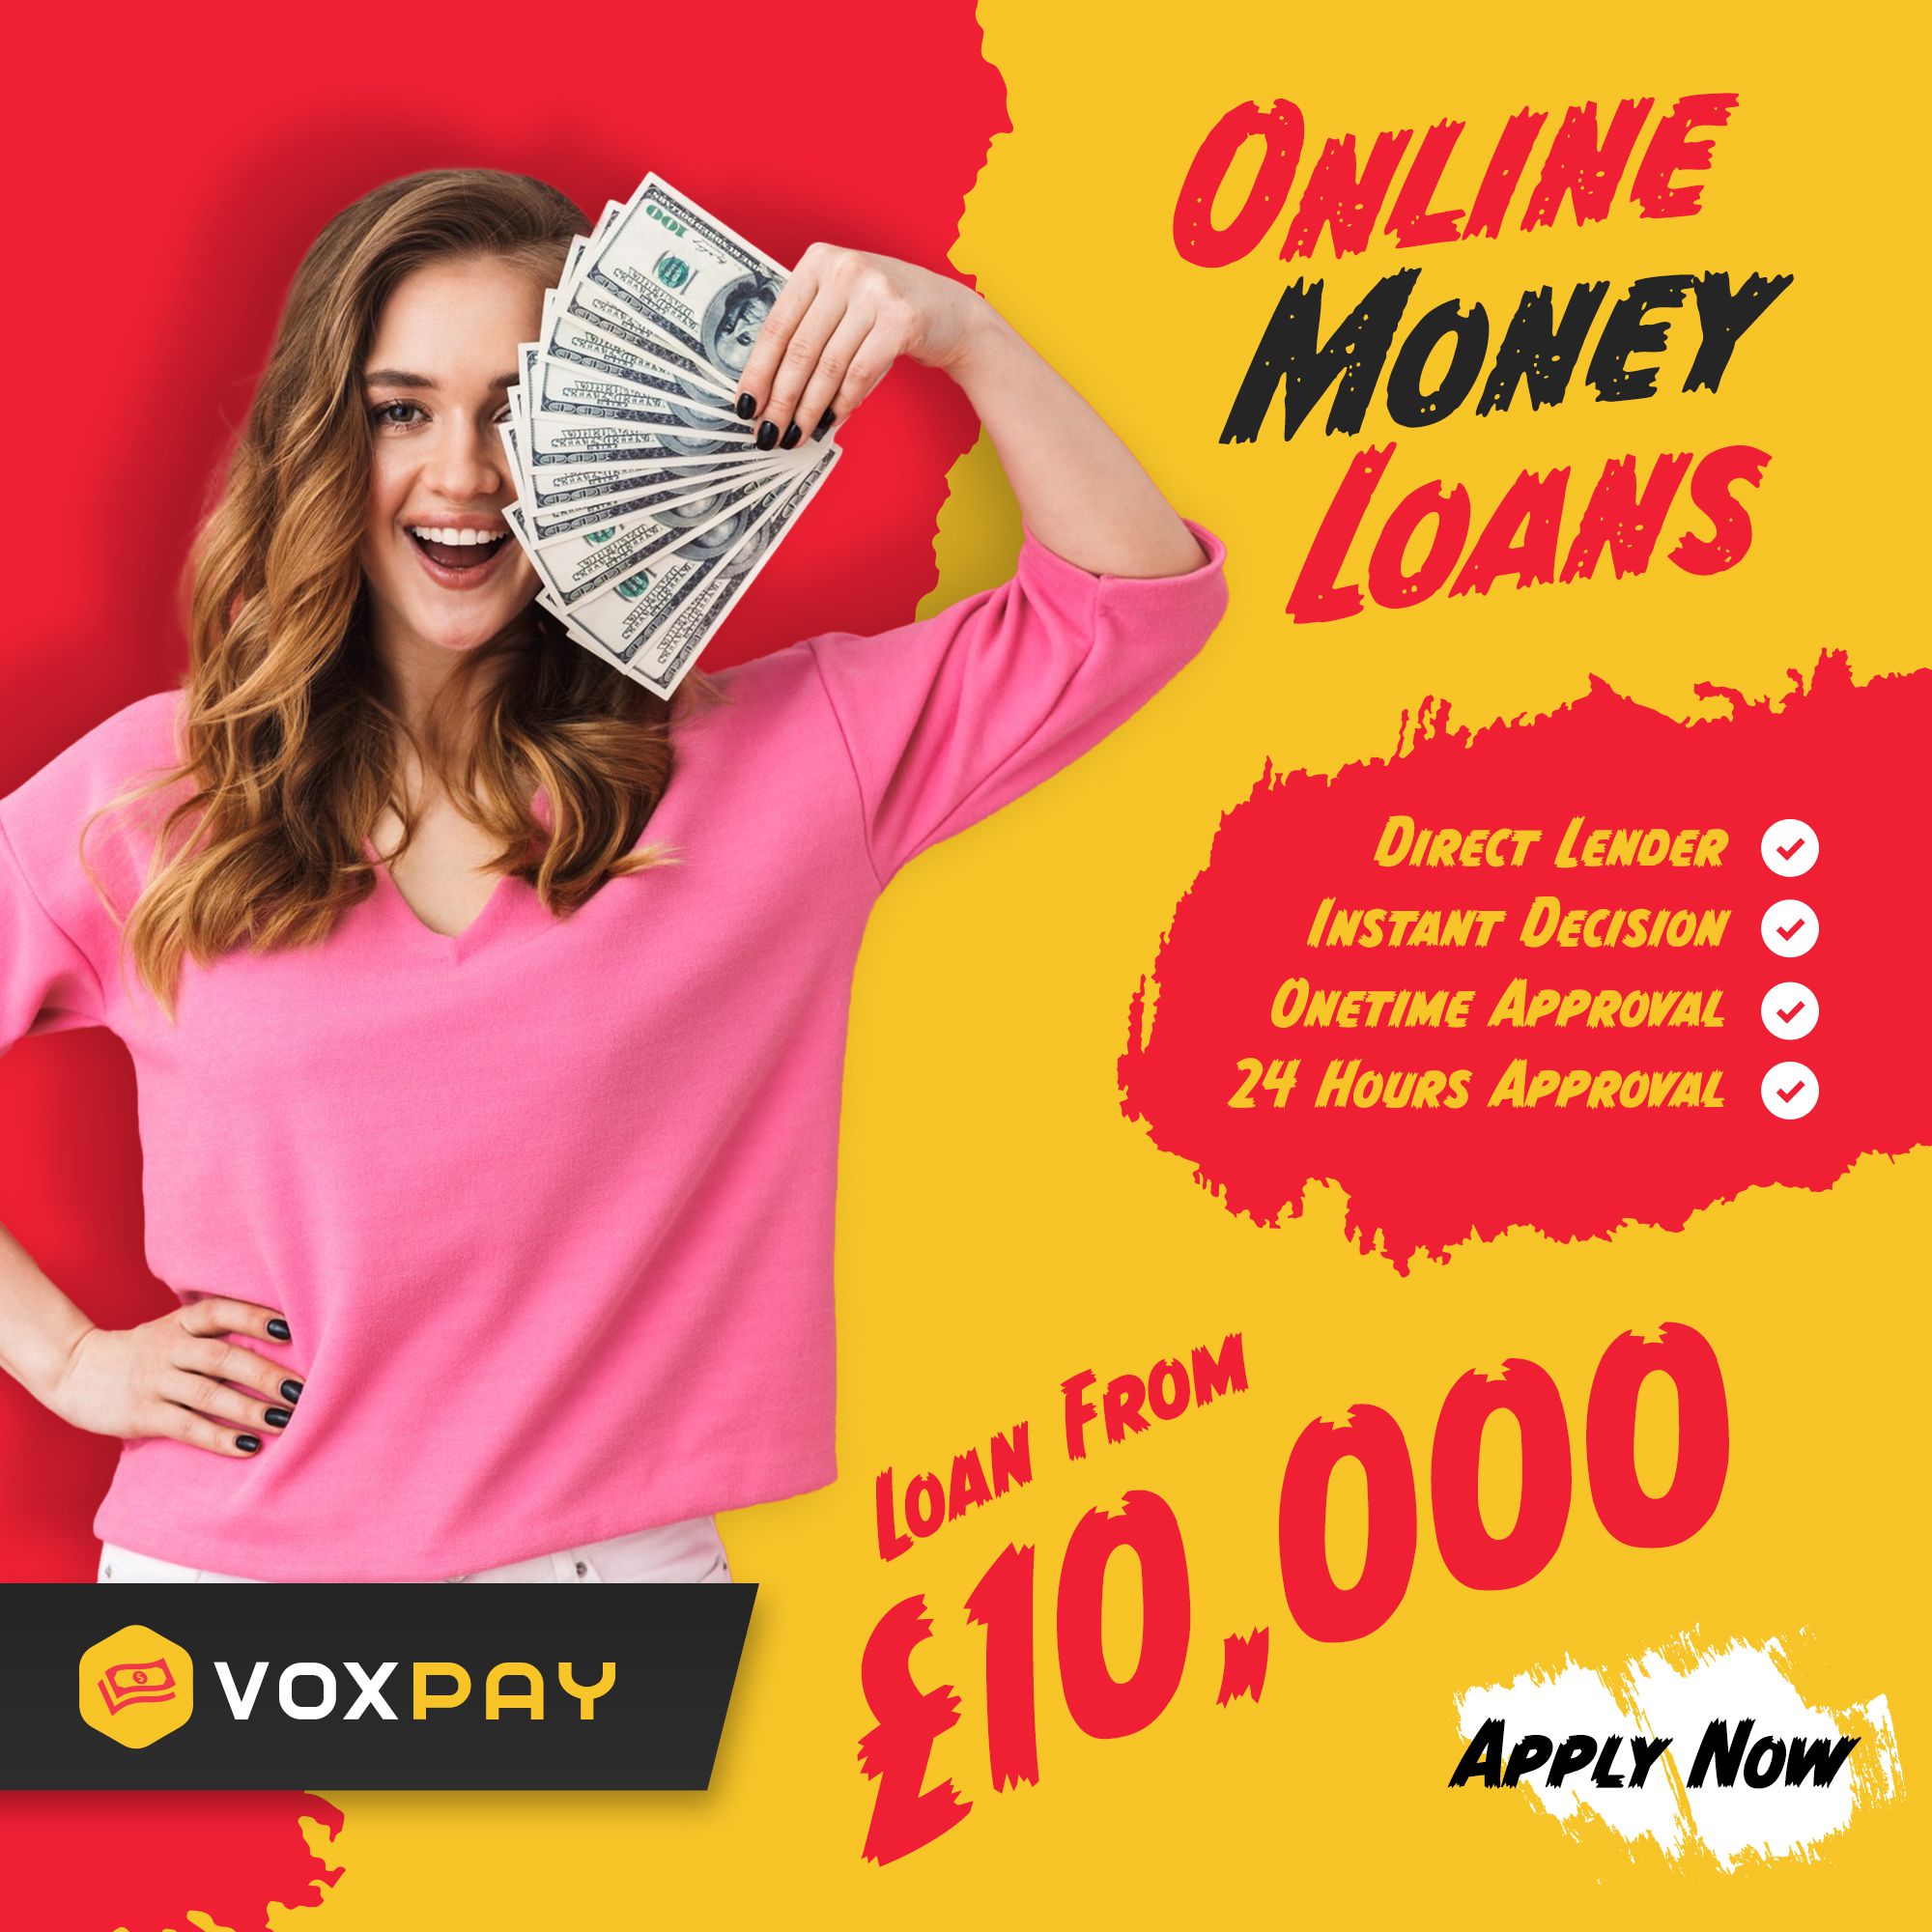 Online
Money
Loans
Direct Lender
Instant Decision
Onetime Approval
24 Hours Approval
Loan From
£10,000
VOXPAY
Apply Now
100